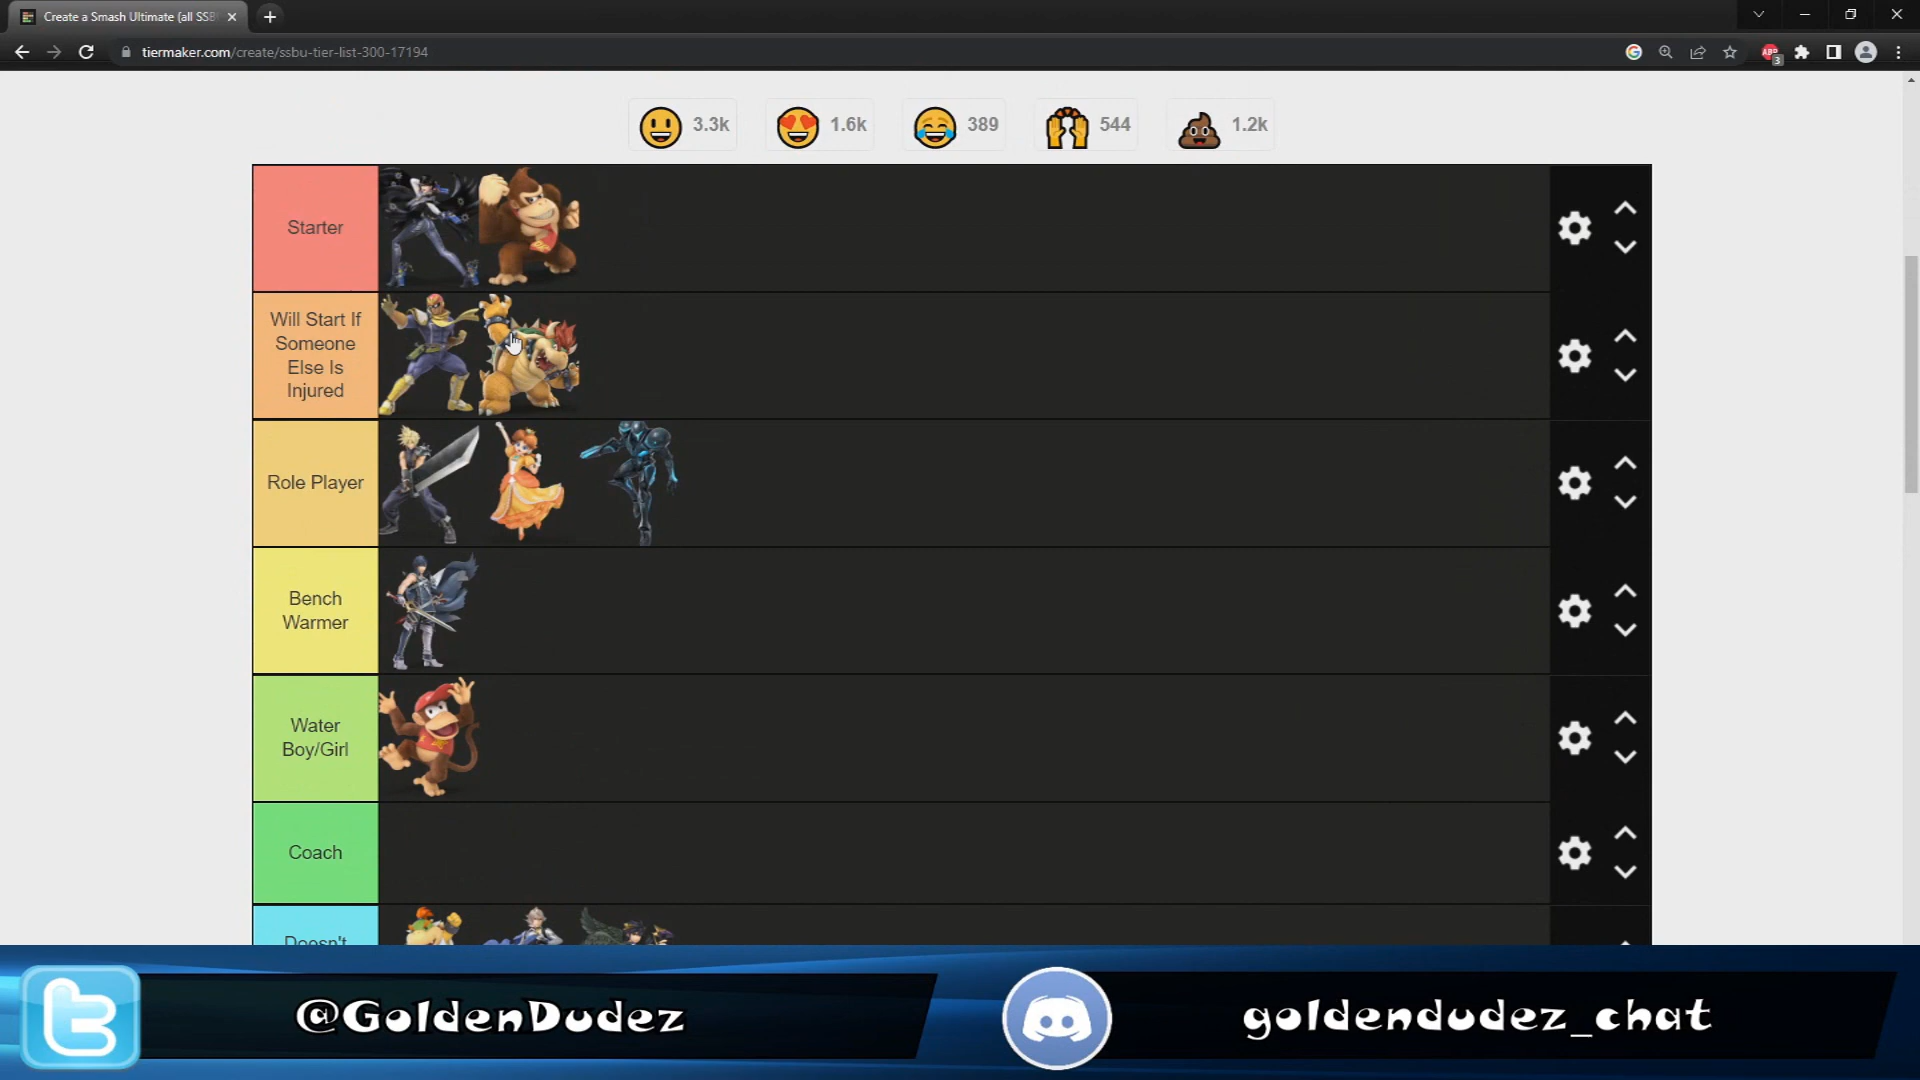 Create a Smash Ultimate (all SSB
tiermaker.com/create/ssbu-tier-list-300-17194
3
3.3k
1.6k
389
544
1.2k
Starter
Will Start If
Someone
Else Is
Injured
Role Player
Bench
Warmer
Water
Boy/Girl
Coach
Doesn't
@GoldenDudez
goldendudez_chat